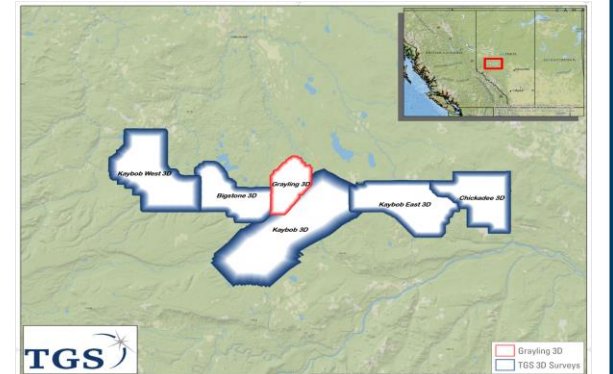 Kaybob West 3D
Bigstone 3D
Grayling 3D
Kaybob 3D
Kaybob East 3D
Chickadee 3D
TGS
Grayling 3D
TGS 3D Surveys